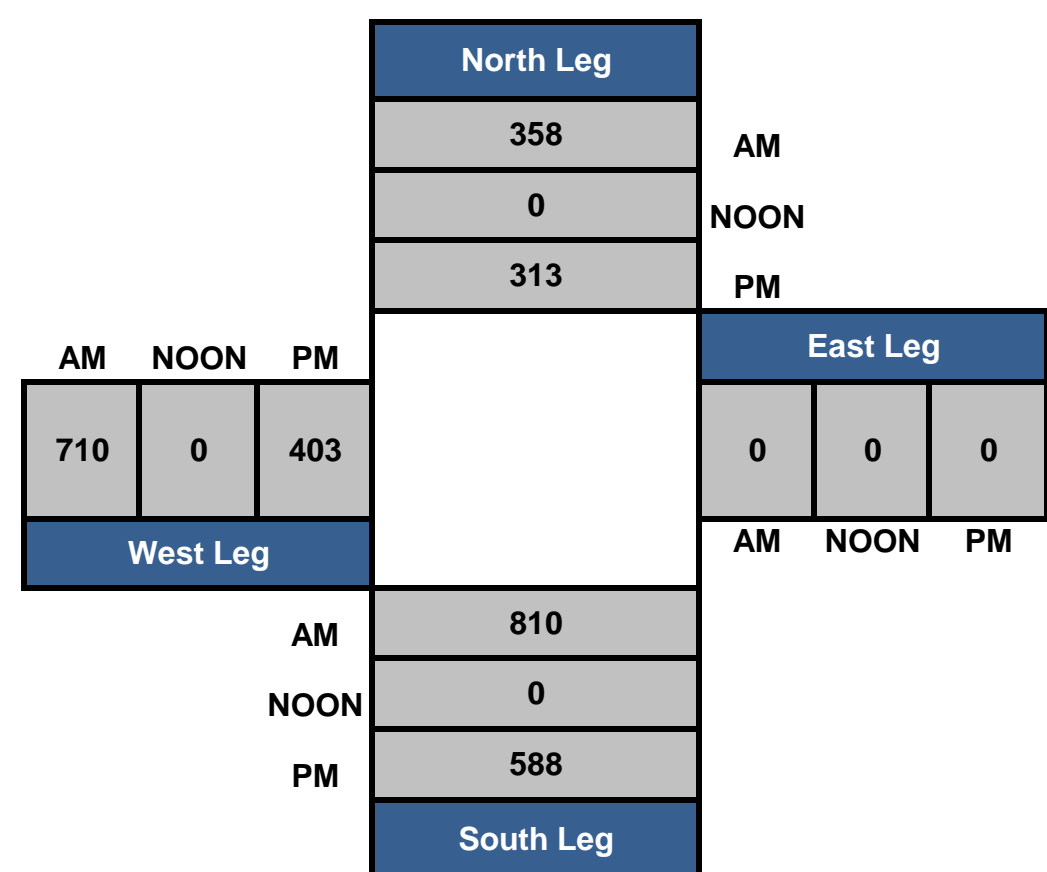 North Leg
358
AM
0
NOON
313
PM
East Leg
AM NOON PM
710 0 403
0 0 0
West Leg
AM NOON PM
AM
810
NOON
0
PM
588
South Leg